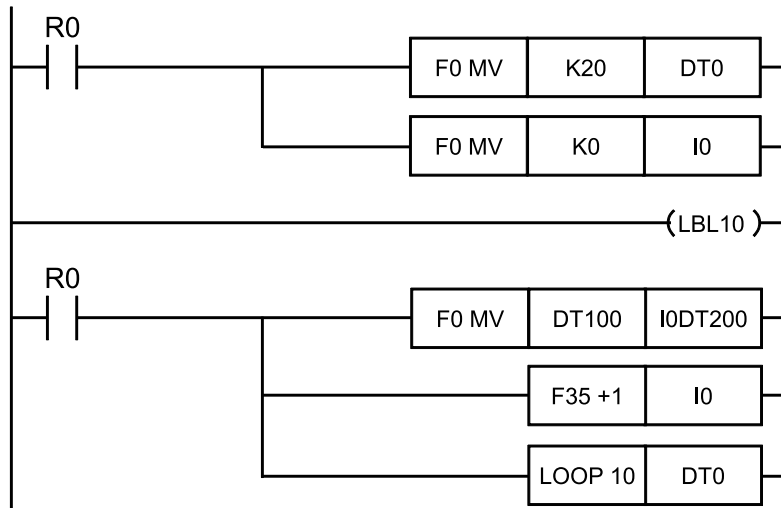 R0
F0 MV K20 DT0
F0 MV K0 I0
(LBL10)
R0
F0 MV DT100 I0DT200
F35 +1 I0
LOOP 10 DT0